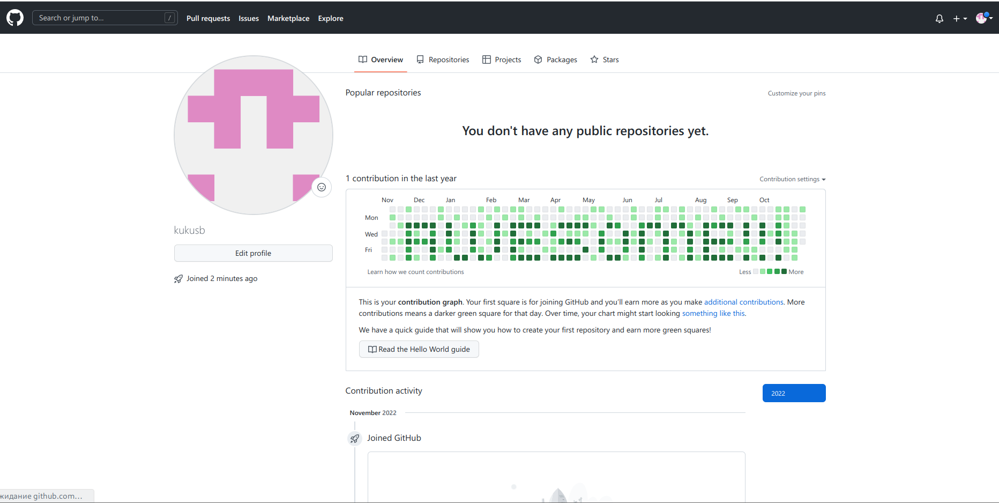 Search or jump to... /
Pull requests Issues Marketplace Explore
Overview Repositories Projects Packages Stars
Popular repositories
Customize your pins
You don't have any public repositories yet.
1 contribution in the last year
Contribution settings
Nov Dec Jan Feb Mar Apr May Jun Jul Aug Sep Oct
Mon
Wed
Fri
Learn how we count contributions
Less More
kukusb
Edit profile
Joined 2 minutes ago
This is your contribution graph. Your first square is for joining GitHub and you’ll earn more as you make additional contributions. More
contributions means a darker green square for that day. Over time, your chart might start looking something like this.
We have a quick guide that will show you how to create your first repository and earn more green squares!
Read the Hello World guide
Contribution activity
2022
November 2022
Joined GitHub
жидание github.com...